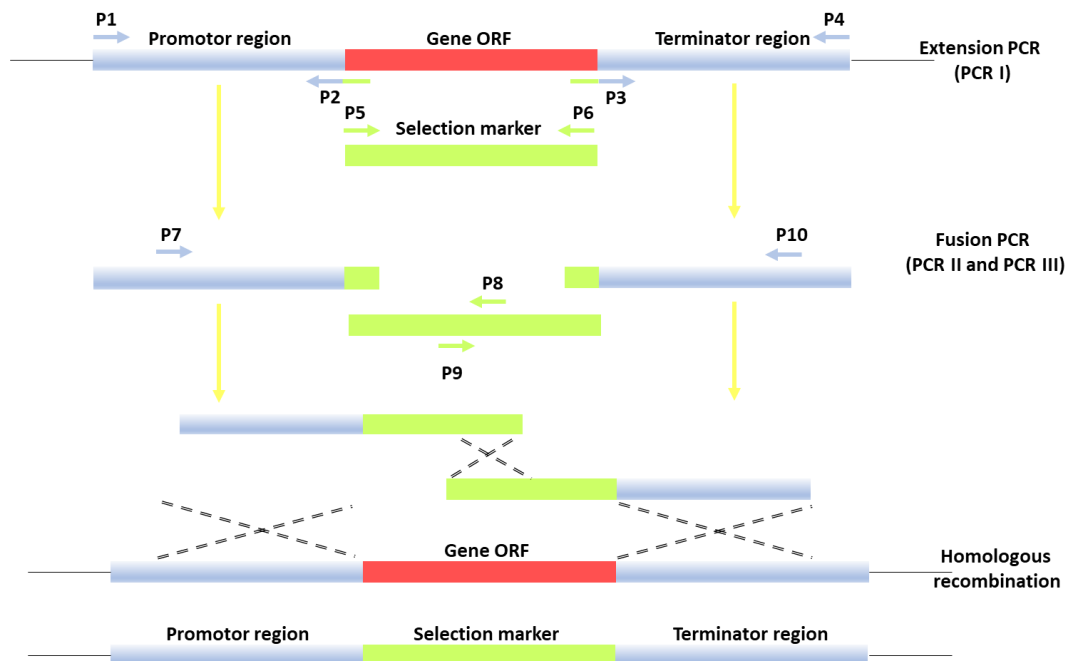 P1
P4
Promotor region
Gene ORF
Terminator region
Extension PCR
(PCR I)
P2
P3
P5
P6
Selection marker
P7
P10
Fusion PCR
(PCR II and PCR III)
P8
P9
Gene ORF
Homologous
recombination
Promotor region
Selection marker
Terminator region